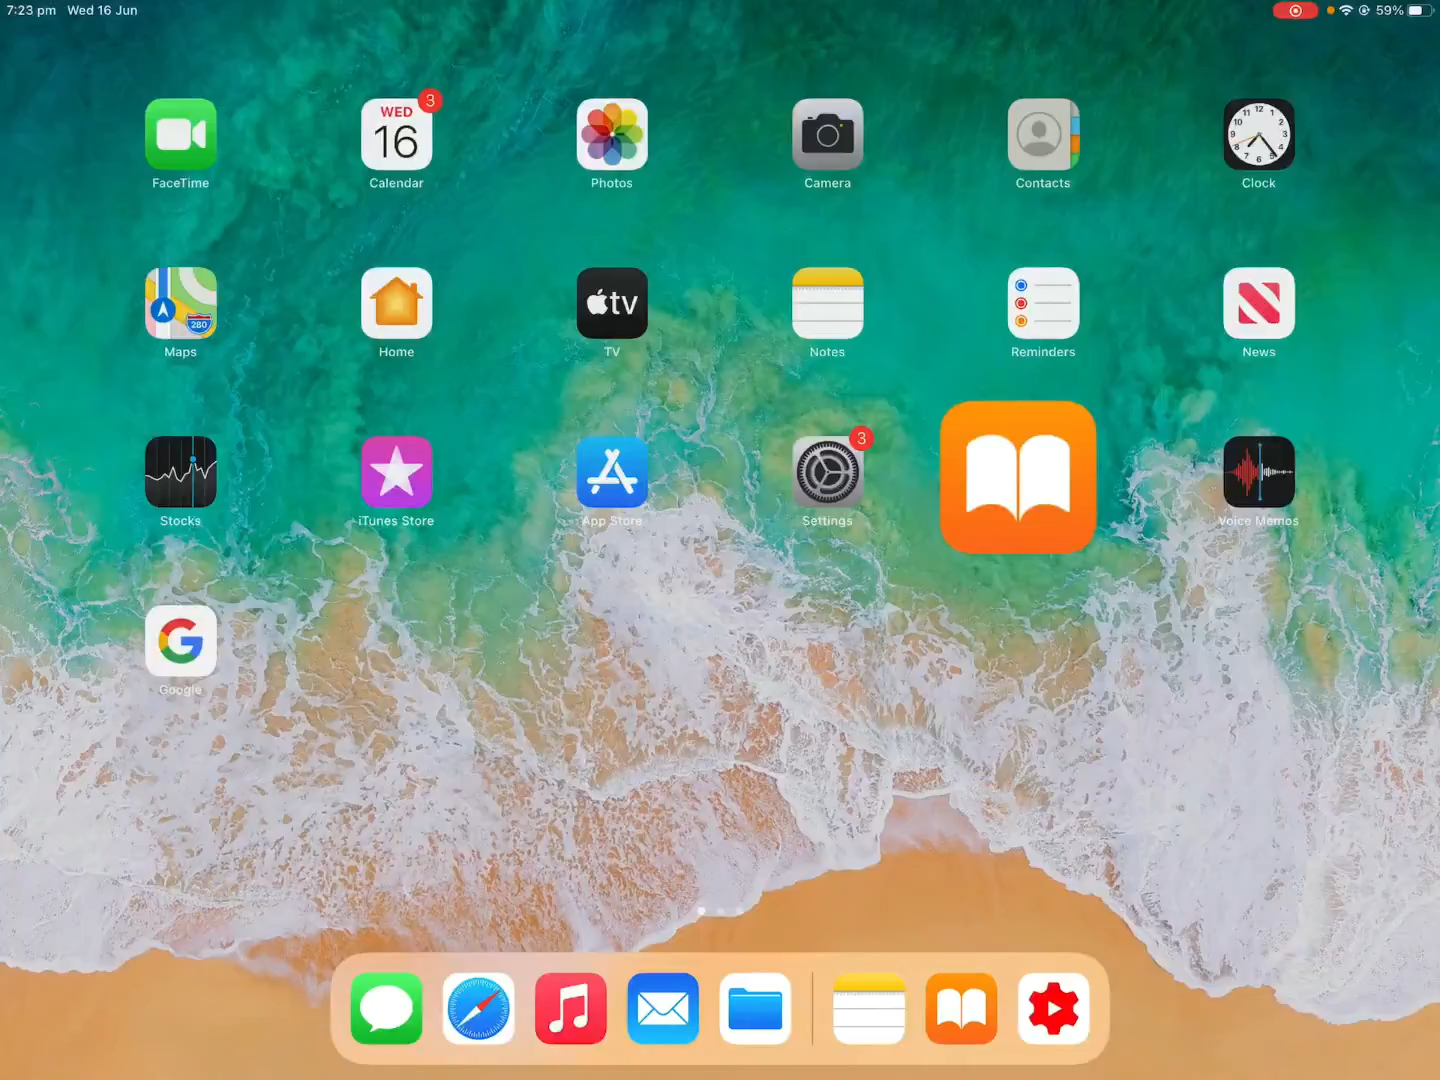 7:23 pm Wed 16 Jun
59%
WED 3
16
FaceTime Calendar Photos Camera Contacts Clock
280
tv
Maps Home TV Notes Reminders News
3
Stocks iTunes Store App Store Settings Voice Memos
G
Google